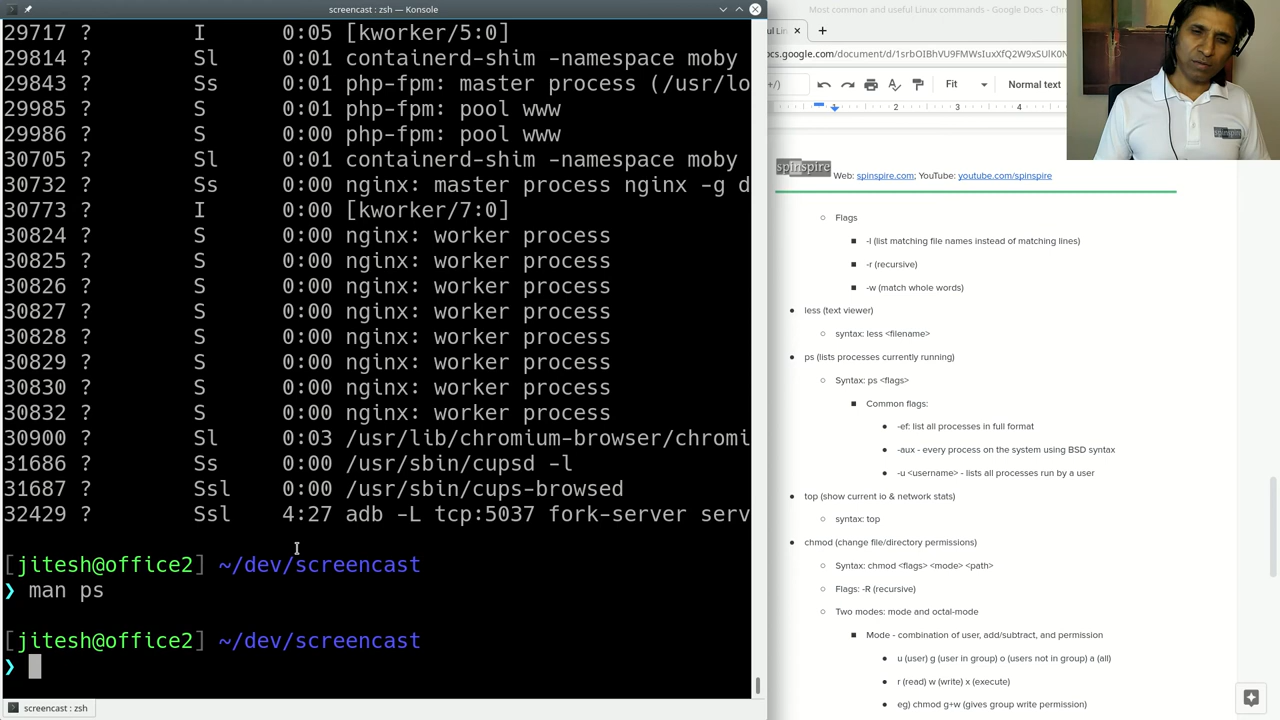 screencast : zsh — Konsole
29717 ? I 0:05 [kworker/5:0]
29814 ? Sl 0:01 containerd-shim -namespace moby
29843 ? Ss 0:01 php-fpm: master process (/usr/lo
29985 ? S 0:01 php-fpm: pool www
29986 ? S 0:00 php-fpm: pool www
30705 ? Sl 0:01 containerd-shim -namespace moby
30732 ? Ss 0:00 nginx: master process nginx -g d
30773 ? I 0:00 [kworker/7:0]
30824 ? S 0:00 nginx: worker process
30825 ? S 0:00 nginx: worker process
30826 ? S 0:00 nginx: worker process
30827 ? S 0:00 nginx: worker process
30828 ? S 0:00 nginx: worker process
30829 ? S 0:00 nginx: worker process
30830 ? S 0:00 nginx: worker process
30832 ? S 0:00 nginx: worker process
30900 ? Sl 0:03 /usr/lib/chromium-browser/chromi
31686 ? Ss 0:00 /usr/sbin/cupsd -l
31687 ? Ssl 0:00 /usr/sbin/cups-browsed
32429 ? Ssl 4:27 adb -L tcp:5037 fork-server serv
[jitesh@office2] ~/dev/screencast
❯ man ps
[jitesh@office2] ~/dev/screencast
❯
screencast : zsh
Most common and useful Linux commands - Google Docs - Chr
ul Lin
Fit Normal text
1 2 3 4
spinspire Web: spinspire.com; YouTube: youtube.com/spinspire
○ Flags
■ -l (list matching file names instead of matching lines)
■ -r (recursive)
■ -w (match whole words)
● less (text viewer)
○ syntax: less <filename>
● ps (lists processes currently running)
○ Syntax: ps <flags>
■ Common flags:
● -ef: list all processes in full format
● -aux - every process on the system using BSD syntax
● -u <username> - lists all processes run by a user
● top (show current io & network stats)
○ syntax: top
● chmod (change file/directory permissions)
○ Syntax: chmod <flags> <mode> <path>
○ Flags: -R (recursive)
○ Two modes: mode and octal-mode
■ Mode - combination of user, add/subtract, and permission
● u (user) g (user in group) o (users not in group) a (all)
● r (read) w (write) x (execute)
● eg) chmod g+w (gives group write permission)